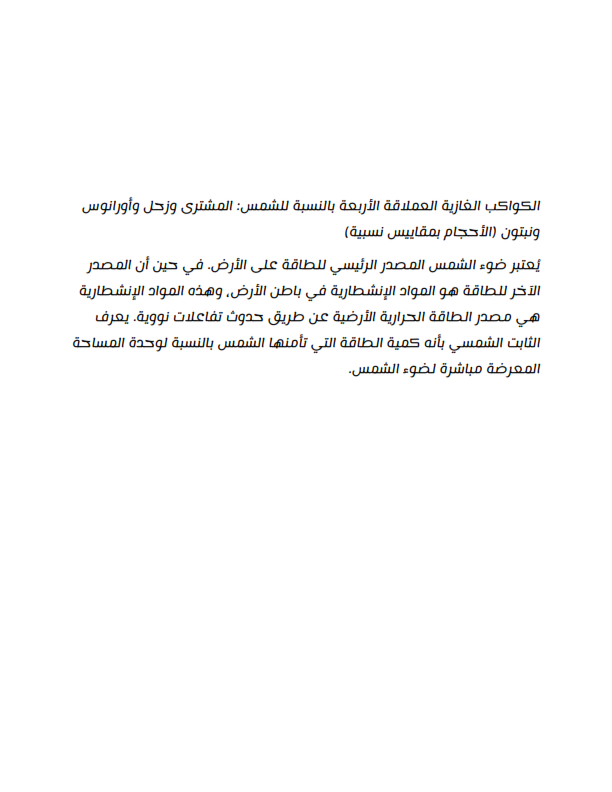 الكواكب الغازية العملاقة الأربعة بالنسبة للشمس: المشترى وزحل وأورانوس
ونبتون (الأحجام بمقاييس نسبية)
يُعتبر ضوء الشمس المصدر الرئيسي للطاقة على الأرض. في حين أن المصدر
الآخر للطاقة هو المواد الإنشطارية في باطن الأرض، وهذه المواد الإنشطارية
هي مصدر الطاقة الحرارية الأرضية عن طريق حدوث تفاعلات نووية. يعرف
الثابت الشمسي بأنه كمية الطاقة التي تأمنها الشمس بالنسبة لوحدة المساحة
المعرضة مباشرة لضوء الشمس.